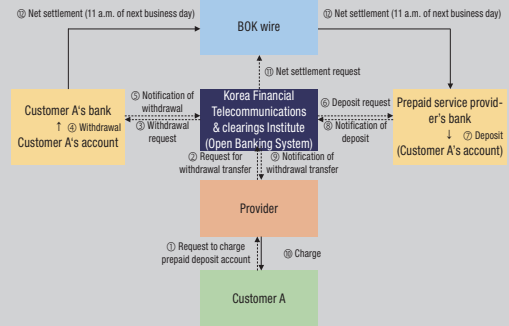 ⑫ Net settlement (11 a.m. of next business day)
⑫ Net settlement (11 a.m. of next business day)
BOK wire
⑪ Net settlement request
Customer A's bank
↑ ④ Withdrawal
Customer A's account
⑤ Notification of
withdrawal
③ Withdrawal
request
Korea Financial
Telecommunications
& clearings Institute
(Open Banking System)
⑥ Deposit request
⑧ Notification of
deposit
Prepaid service provid-
er's bank
↓ ⑦ Deposit
(Customer A's account)
② Request for
withdrawal transfer
⑨ Notification of
withdrawal transfer
Provider
① Request to charge
prepaid deposit account
⑩ Charge
Customer A